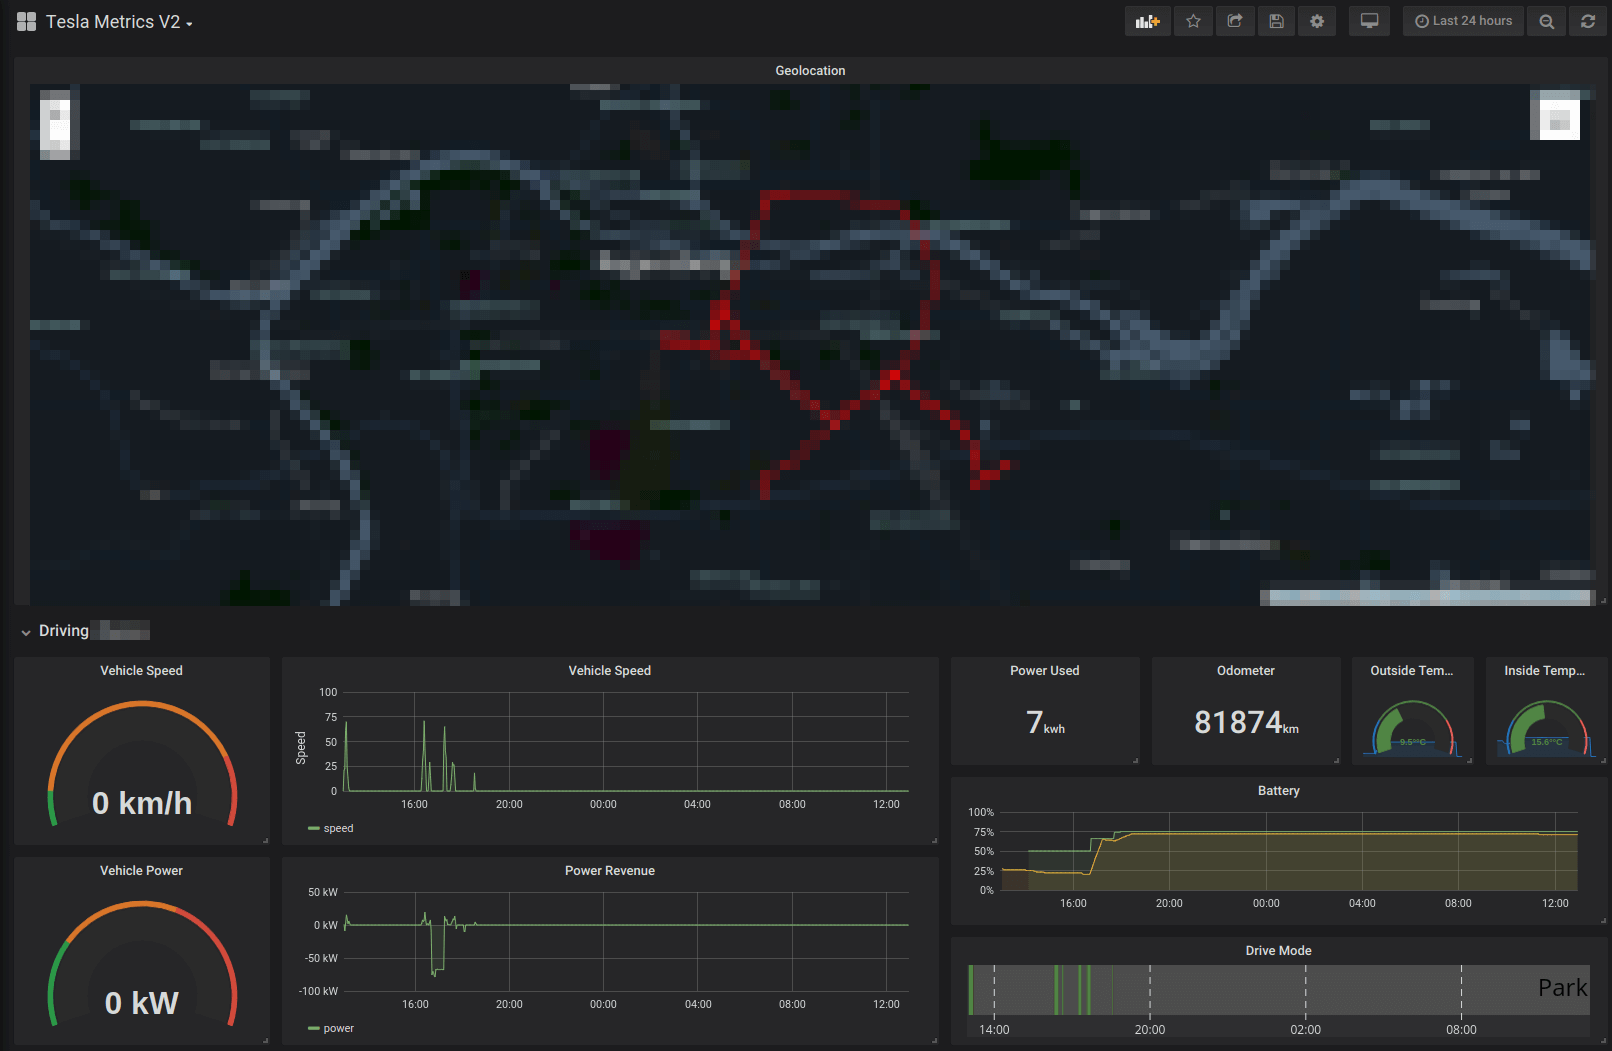 Tesla Metrics V2
Last 24 hours
Geolocation
Driving
Vehicle Speed
0 km/h
Vehicle Speed
Speed
100
75
50
25
0
16:00 20:00 00:00 04:00 08:00 12:00
speed
Power Used
7kwh
Odometer
81874km
Outside Tem...
9.5°C
Inside Temp...
15.6°C
Battery
100%
75%
50%
25%
0%
16:00 20:00 00:00 04:00 08:00 12:00
Vehicle Power
0 kW
Power Revenue
50 kW
0 kW
-50 kW
-100 kW
16:00 20:00 00:00 04:00 08:00 12:00
power
Drive Mode
Park
14:00 20:00 02:00 08:00